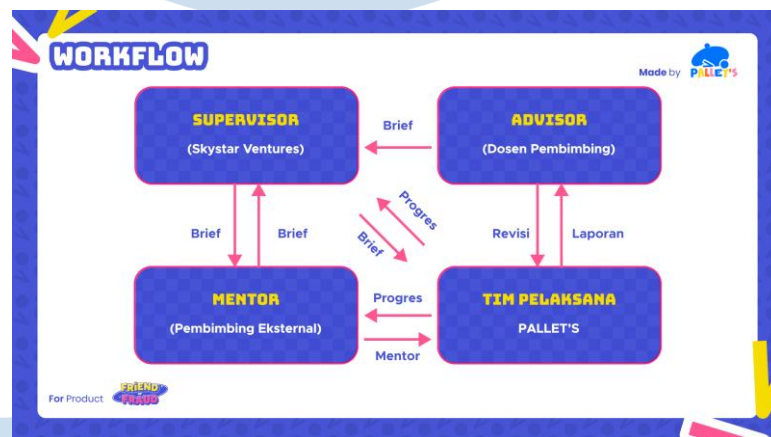 WORKFLOW
Made by PALLET'S
SUPERVISOR
(Skystar Ventures)
Brief
ADVISOR
(Dosen Pembimbing)
Brief
Brief
Progres
Brief
Revisi
Laporan
MENTOR
(Pembimbing Eksternal)
Progres
Mentor
TIM PELAKSANA
PALLET'S
For Product FRIEND FRAUD